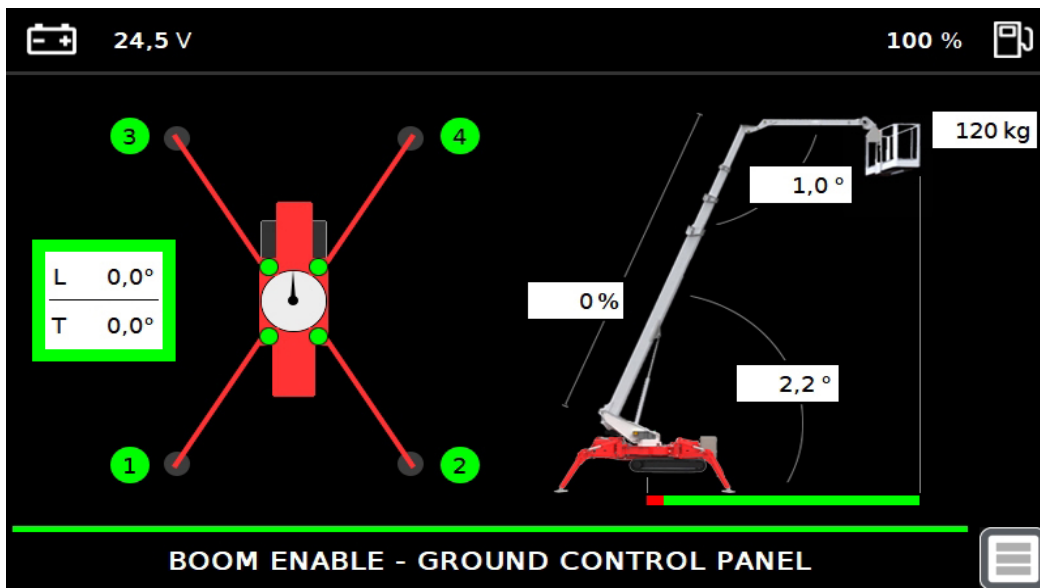 24,5 V
100 %
3
4
120 kg
1,0 °
L 0,0°
T 0,0°
0 %
2,2 °
1
2
BOOM ENABLE - GROUND CONTROL PANEL